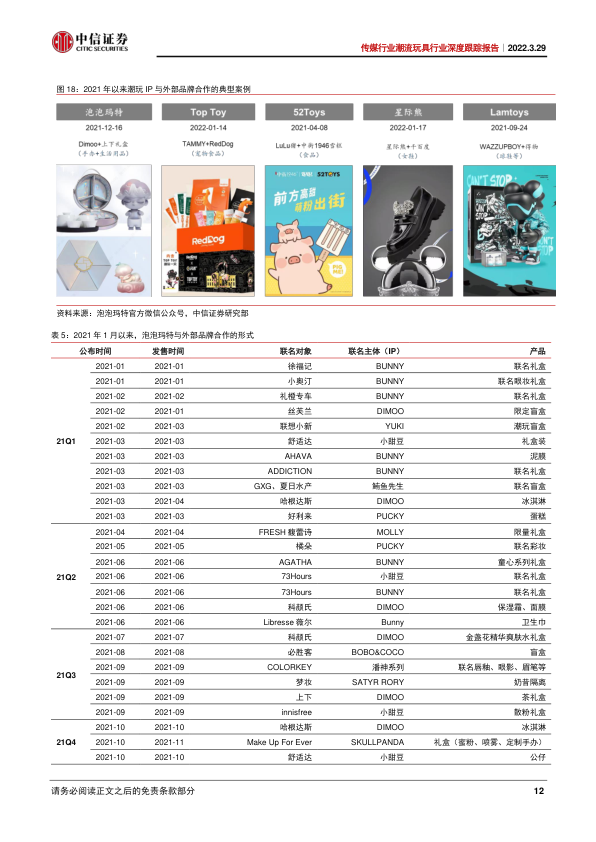 中信证券
CITIC SECURITIES
传媒行业潮流玩具行业深度跟踪报告｜2022.3.29
图 18：2021 年以来潮玩 IP 与外部品牌合作的典型案例
泡泡玛特 Top Toy 52Toys 星际熊 Lamtoys
2021-12-16 2022-01-14 2021-04-08 2022-01-17 2021-09-24
Dimoo+上下礼盒 TAMMY+RedDog LuLu猪+中街1946雪糕 星际熊+千百度 WAZZUPBOY+得物
（手办+生活用品） （宠物食品） （食品） （女鞋） （球鞋等）
52TOYS
前方高萌
萌粉出街
RedDog
CAN'T STOP
资料来源：泡泡玛特官方微信公众号，中信证券研究部
表 5：2021 年 1 月以来，泡泡玛特与外部品牌合作的形式
公布时间 发售时间 联名对象 联名主体（IP） 产品
2021-01 2021-01 徐福记 BUNNY 联名礼盒
2021-01 2021-01 小奥汀 BUNNY 联名眼妆礼盒
2021-02 2021-02 礼橙专车 BUNNY 联名礼盒
2021-02 2021-01 丝芙兰 DIMOO 限定盲盒
2021-02 2021-03 联想小新 YUKI 潮玩盲盒
21Q1 2021-03 2021-03 舒适达 小甜豆 礼盒装
2021-03 2021-03 AHAVA BUNNY 泥膜
2021-03 2021-03 ADDICTION BUNNY 联名礼盒
2021-03 2021-03 GXG、夏日水产 鲔鱼先生 联名盲盒
2021-03 2021-04 哈根达斯 DIMOO 冰淇淋
2021-03 2021-03 好利来 PUCKY 蛋糕
2021-04 2021-04 FRESH 馥蕾诗 MOLLY 限量礼盒
2021-05 2021-05 橘朵 PUCKY 联名彩妆
2021-06 2021-06 AGATHA BUNNY 童心系列礼盒
21Q2 2021-06 2021-06 73Hours 小甜豆 联名礼盒
2021-06 2021-06 73Hours BUNNY 联名礼盒
2021-06 2021-06 科颜氏 DIMOO 保湿霜、面膜
2021-06 2021-06 Libresse 薇尔 Bunny 卫生巾
2021-07 2021-07 科颜氏 DIMOO 金盏花精华爽肤水礼盒
2021-08 2021-08 必胜客 BOBO&COCO 盲盒
2021-09 2021-09 COLORKEY 潘神系列 联名唇釉、眼影、眉笔等
21Q3 2021-09 2021-09 梦妆 SATYR RORY 奶昔隔离
2021-09 2021-09 上下 DIMOO 茶礼盒
2021-09 2021-09 innisfree 小甜豆 散粉礼盒
2021-10 2021-10 哈根达斯 DIMOO 冰淇淋
21Q4 2021-10 2021-11 Make Up For Ever SKULLPANDA 礼盒（蜜粉、喷雾、定制手办）
2021-10 2021-10 舒适达 小甜豆 公仔
请务必阅读正文之后的免责条款部分 12